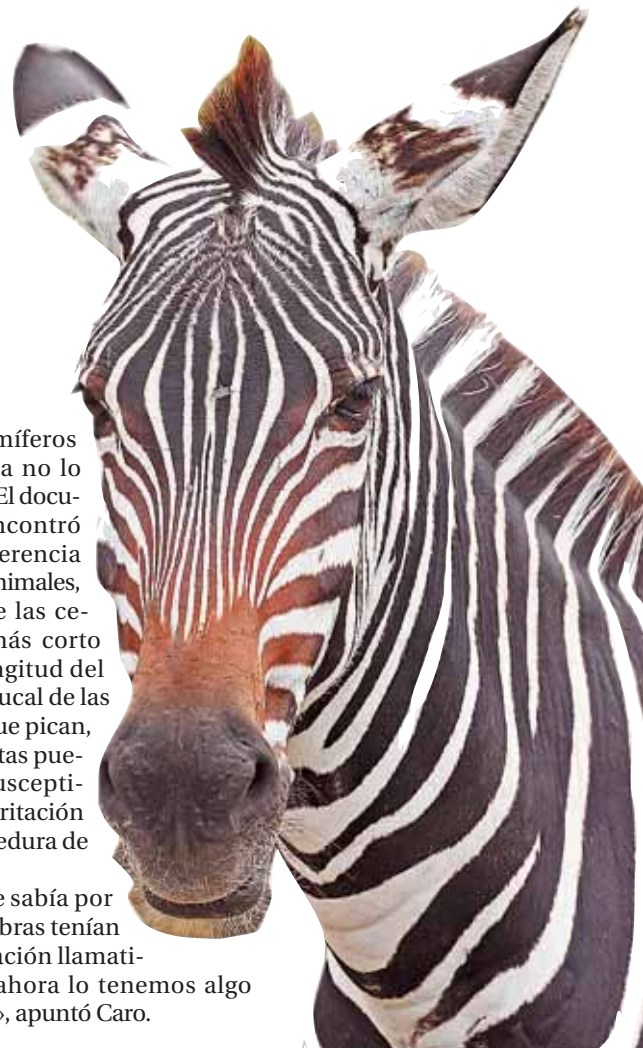 míferos
a no lo
El docu-
ncontró
erencia
nimales,
e las ce-
más corto
ngitud del
ucal de las
ue pican,
tas pue-
uscepti-
ritación
edura de
e sabía por
bras tenían
ación llamati-
ahora lo tenemos algo
», apuntó Caro.